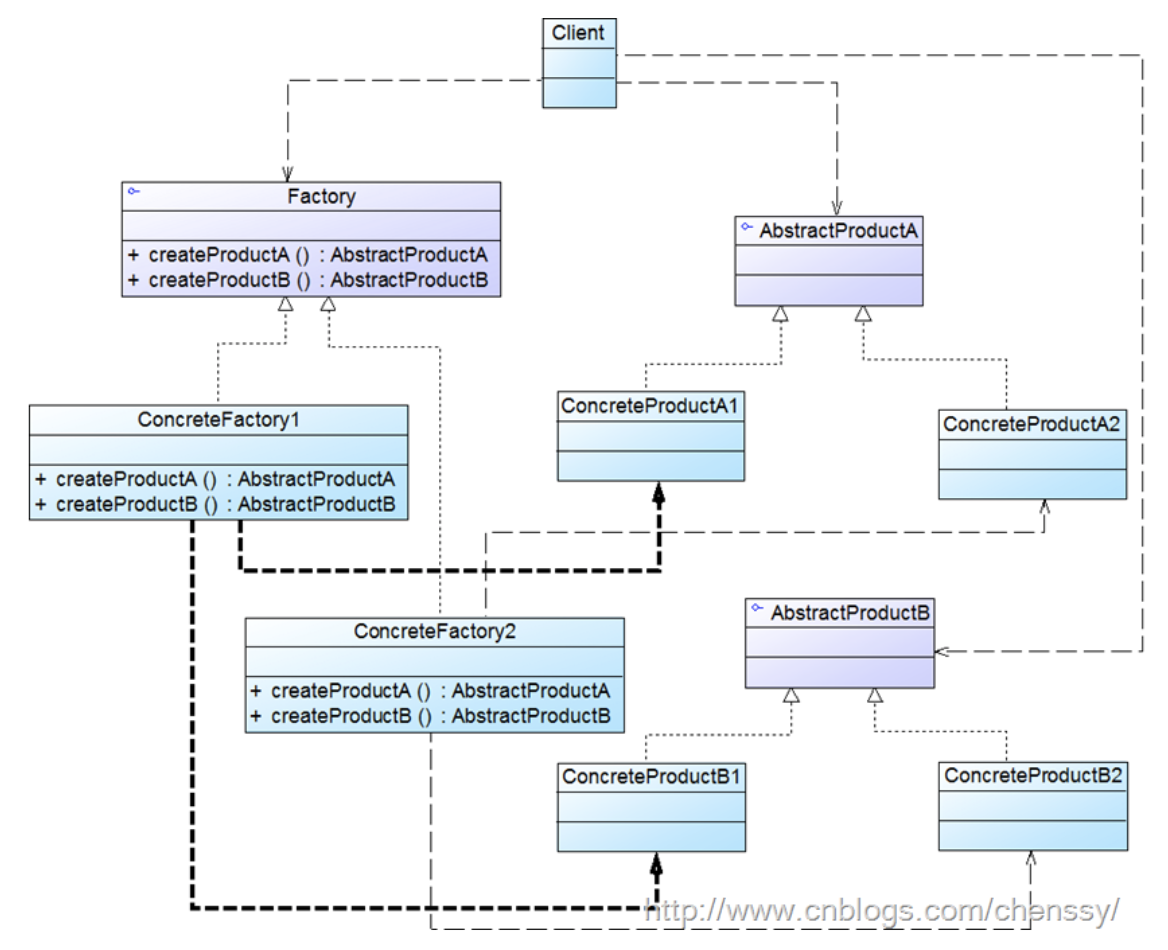 Client
Factory
+ createProductA () : AbstractProductA
+ createProductB () : AbstractProductB
AbstractProductA
ConcreteFactory1
+ createProductA () : AbstractProductA
+ createProductB () : AbstractProductB
ConcreteProductA1
ConcreteProductA2
ConcreteFactory2
+ createProductA () : AbstractProductA
+ createProductB () : AbstractProductB
AbstractProductB
ConcreteProductB1
ConcreteProductB2
http://www.cnblogs.com/chenssy/